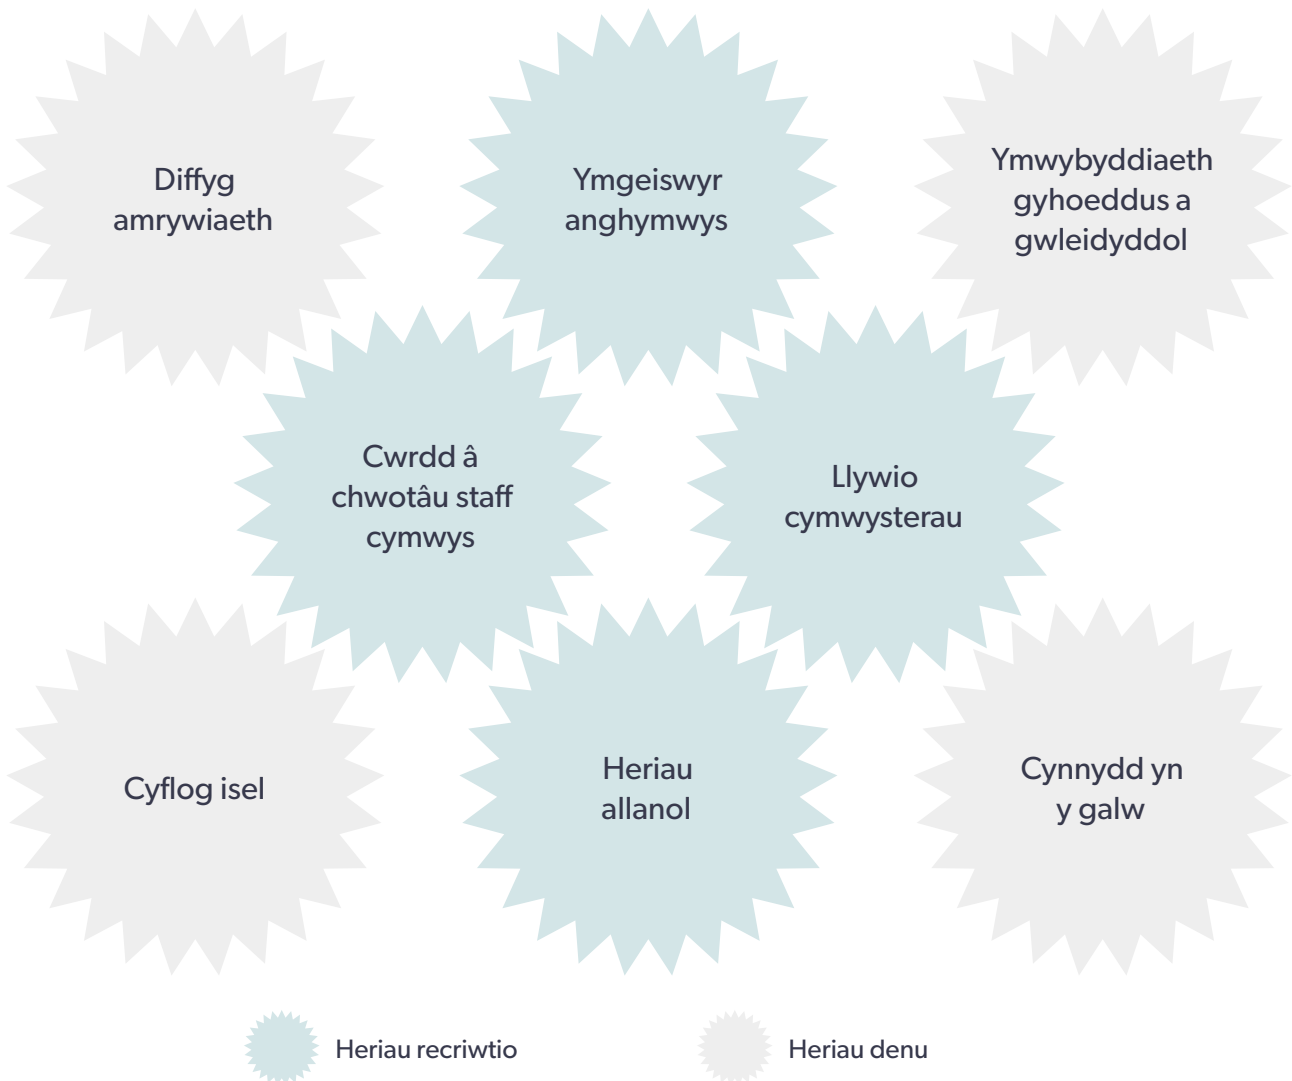 Diffyg
amrywiaeth
Ymgeiswyr
anghymwys
Ymwybyddiaeth
gyhoeddus a
gwleidyddol
Cwrdd â
chwotâu staff
cymwys
Llywio
cymwysterau
Cyflog isel
Heriau
allanol
Cynnydd yn
y galw
Heriau recriwtio
Heriau denu